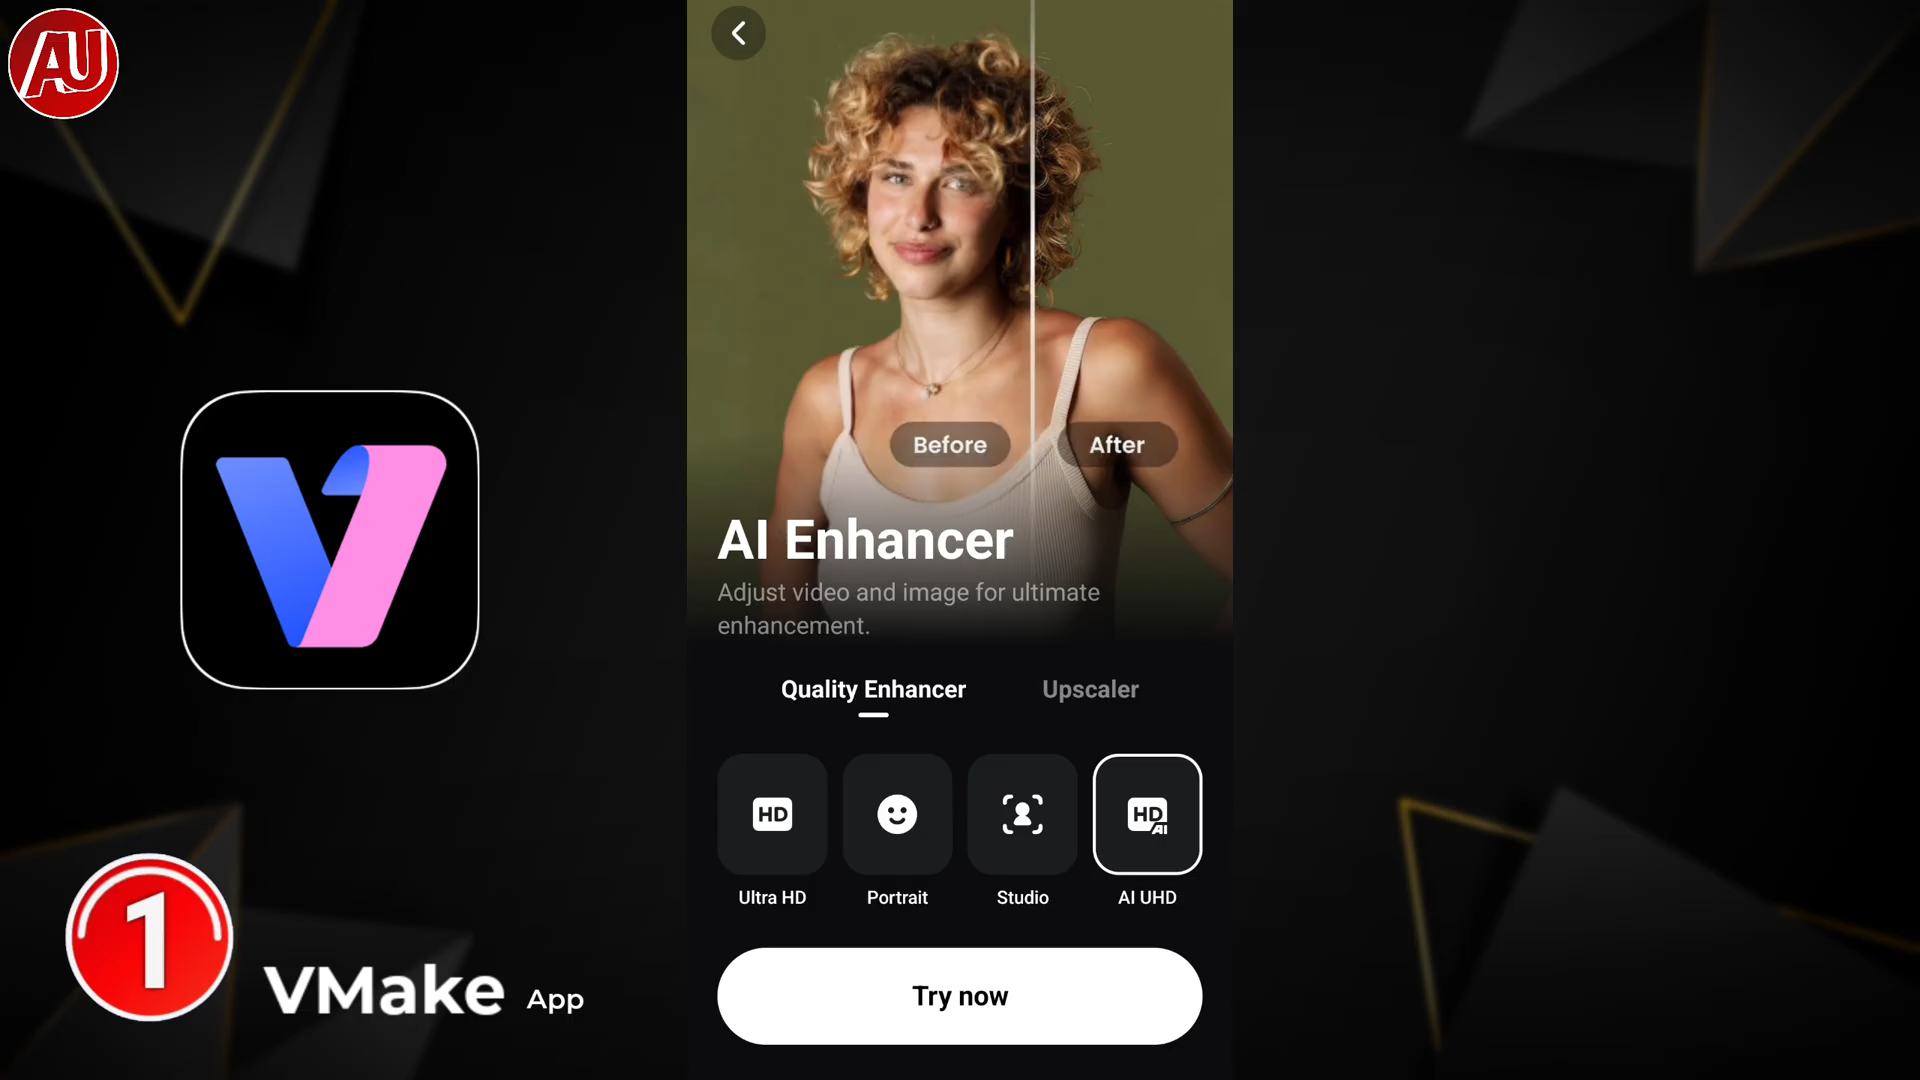 AU
Before
After
AI Enhancer
Adjust video and image for ultimate
enhancement.
Quality Enhancer
Upscaler
HD
HD
AI
Ultra HD
Portrait
Studio
AI UHD
Try now
1
VMake App